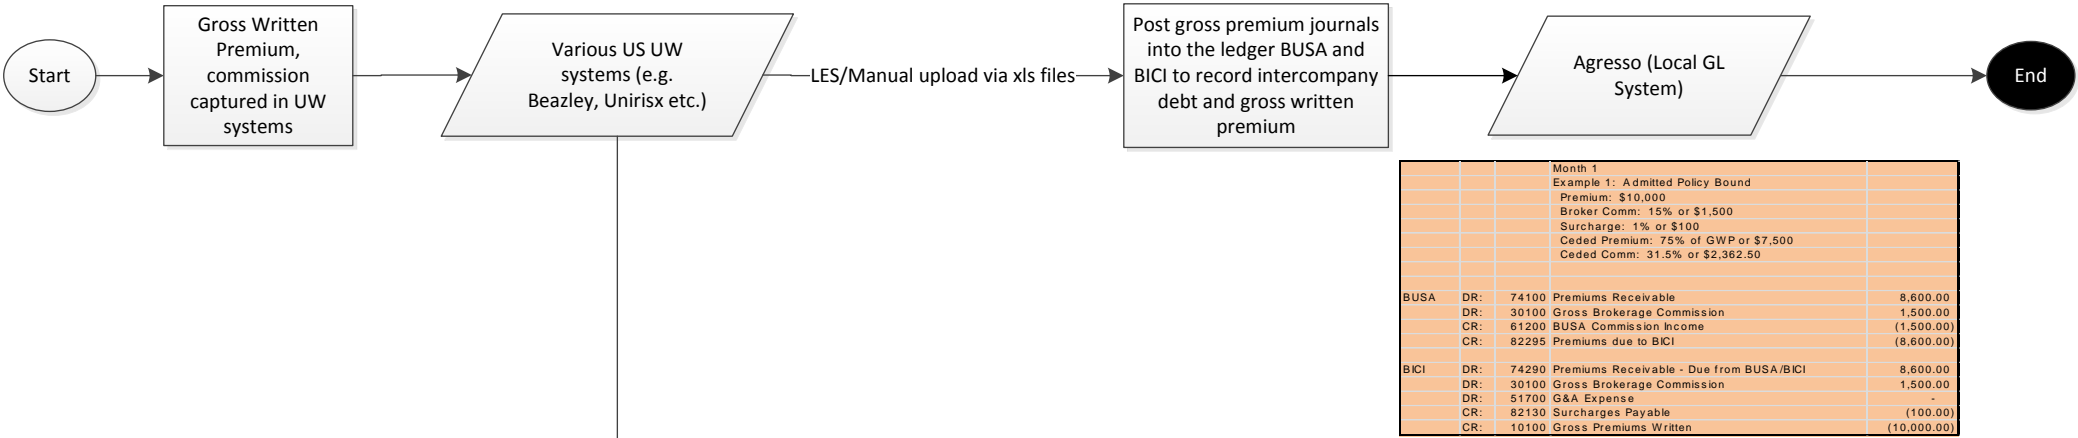 Start
Gross Written
Premium,
commission
captured in UW
systems
Various US UW
systems (e.g.
Beazley, Unirisx etc.)
LES/Manual upload via xls files
Post gross premium journals
into the ledger BUSA and
BICI to record intercompany
debt and gross written
premium
Agresso (Local GL
System)
End
Month 1
Example 1: Admitted Policy Bound
Premium: $10,000
Broker Comm: 15% or $1,500
Surcharge: 1% or $100
Ceded Premium: 75% of GWP or $7,500
Ceded Comm: 31.5% or $2,362.50
BUSA DR: 74100 Premiums Receivable 8,600.00
DR: 30100 Gross Brokerage Commission 1,500.00
CR: 61200 BUSA Commission Income (1,500.00)
CR: 82295 Premiums due to BICI (8,600.00)
BICI DR: 74290 Premiums Receivable - Due from BUSA/BICI 8,600.00
DR: 30100 Gross Brokerage Commission 1,500.00
DR: 51700 G&A Expense -
CR: 82130 Surcharges Payable (100.00)
CR: 10100 Gross Premiums Written (10,000.00)